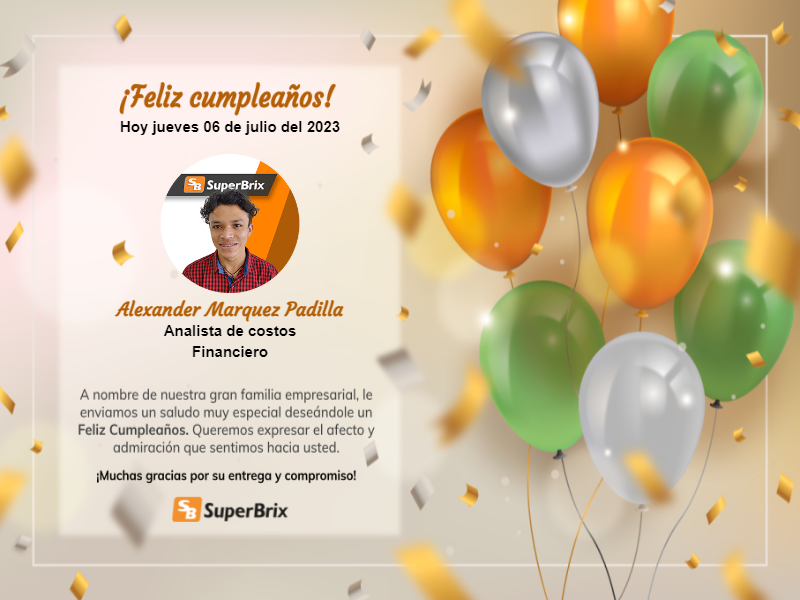 ¡Feliz cumpleaños!
Hoy jueves 06 de julio del 2023
SB SuperBrix
Alexander Marquez Padilla
Analista de costos
Financiero
A nombre de nuestra gran familia empresarial, le
enviamos un saludo muy especial deseándole un
Feliz Cumpleaños. Queremos expresar el afecto y
admiración que sentimos hacia usted.
¡Muchas gracias por su entrega y compromiso!
SB SuperBrix